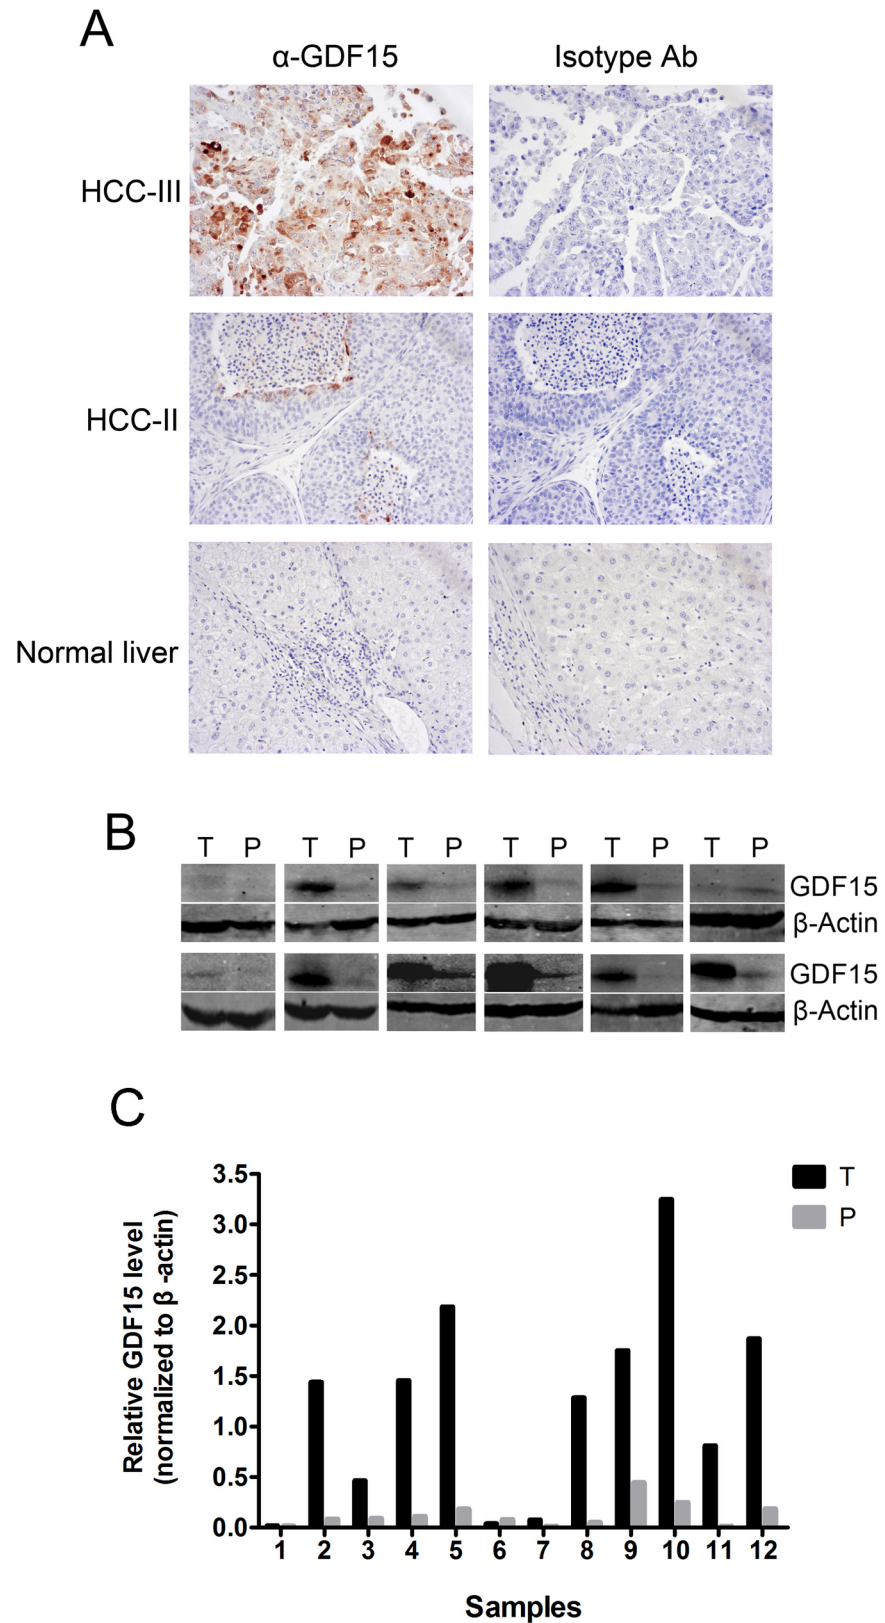 A
α-GDF15 Isotype Ab
HCC-III
HCC-II
Normal liver
B
T P T P T P T P T P T P
GDF15
β-Actin
GDF15
β-Actin
C
T
P
Relative GDF15 level
(normalized to β -actin)
3.5
3.0
2.5
2.0
1.5
1.0
0.5
0.0
1 2 3 4 5 6 7 8 9 10 11 12
Samples